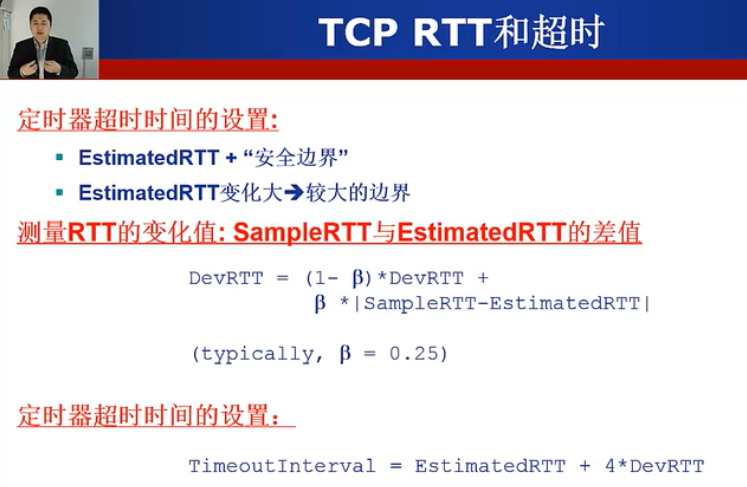 TCP RTT和超时
定时器超时时间的设置:
EstimatedRTT + “安全边界”
EstimatedRTT变化大➔较大的边界
测量RTT的变化值: SampleRTT与EstimatedRTT的差值
DevRTT = (1- β)*DevRTT +
β *|SampleRTT-EstimatedRTT|
(typically, β = 0.25)
定时器超时时间的设置：
TimeoutInterval = EstimatedRTT + 4*DevRTT